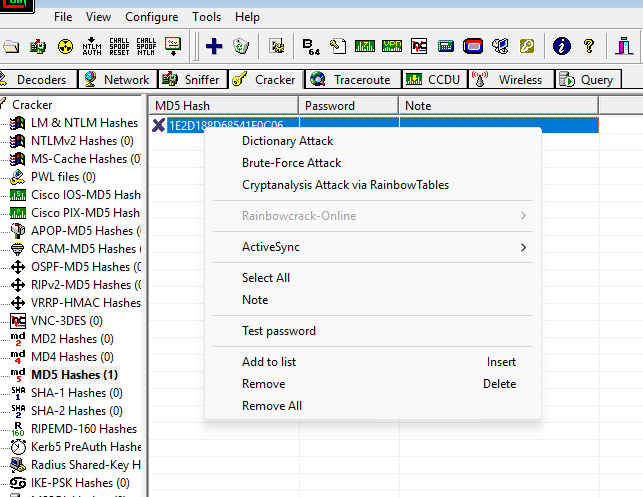 File View Configure Tools Help
NTLM AUTH CHALL SPOOF RESET CHALL SPOOF NTLM B 64
Decoders Network Sniffer Cracker Traceroute CCDU Wireless Query
Cracker
MD5 Hash Password Note
LM & NTLM Hashes
1E2D188D68541F0C06
NTLMv2 Hashes (0)
MS-Cache Hashes (0)
PWL files (0)
Cisco IOS-MD5 Hashes
Cisco PIX-MD5 Hashes
APOP-MD5 Hashes (0)
CRAM-MD5 Hashes (0)
OSPF-MD5 Hashes (0)
RIPv2-MD5 Hashes (0)
VRRP-HMAC Hashes
VNC-3DES (0)
MD2 Hashes (0)
MD4 Hashes (0)
MD5 Hashes (1)
SHA-1 Hashes (0)
SHA-2 Hashes (0)
RIPEMD-160 Hashes
Kerb5 PreAuth Hashe
Radius Shared-Key H
IKE-PSK Hashes (0)
Dictionary Attack
Brute-Force Attack
Cryptanalysis Attack via RainbowTables
Rainbowcrack-Online
ActiveSync
Select All
Note
Test password
Add to list Insert
Remove Delete
Remove All